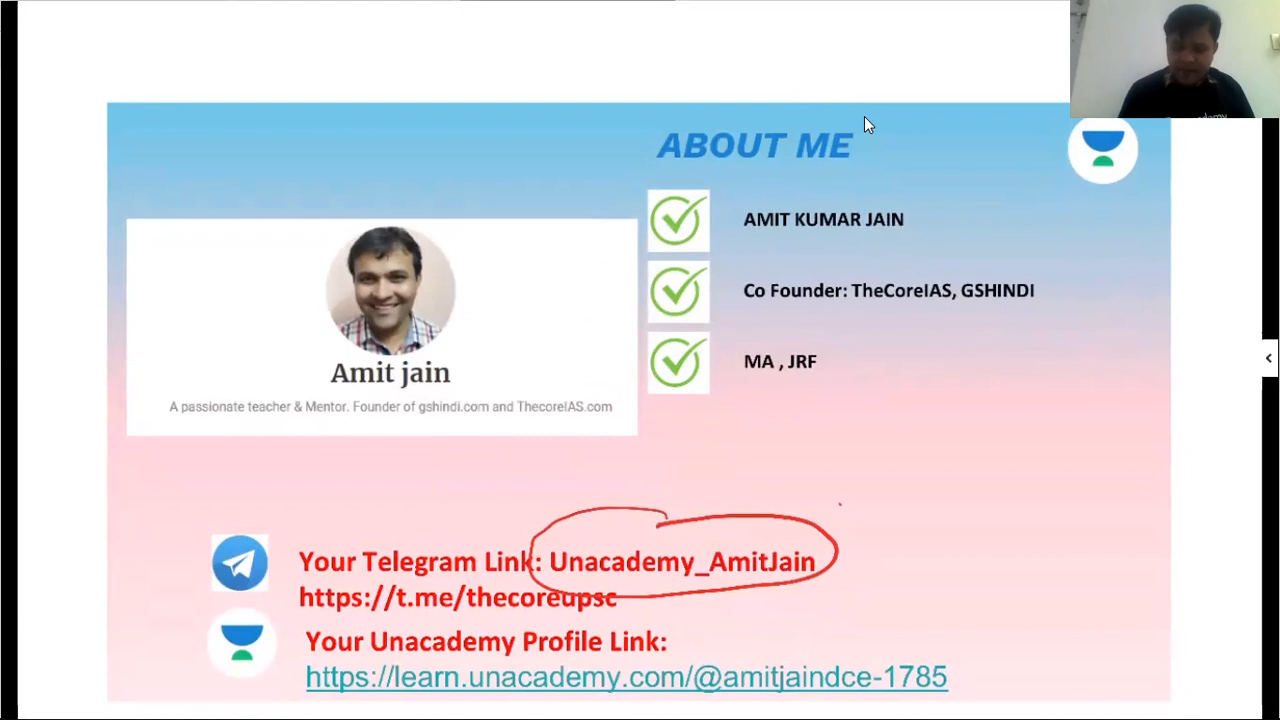 ABOUT ME
AMIT KUMAR JAIN
Co Founder: TheCoreIAS, GSHINDI
MA , JRF
Amit jain
A passionate teacher & Mentor. Founder of gshindi.com and ThecoreIAS.com
Your Telegram Link: Unacademy_AmitJain
https://t.me/thecoreupsc
Your Unacademy Profile Link:
https://learn.unacademy.com/@amitjaindce-1785